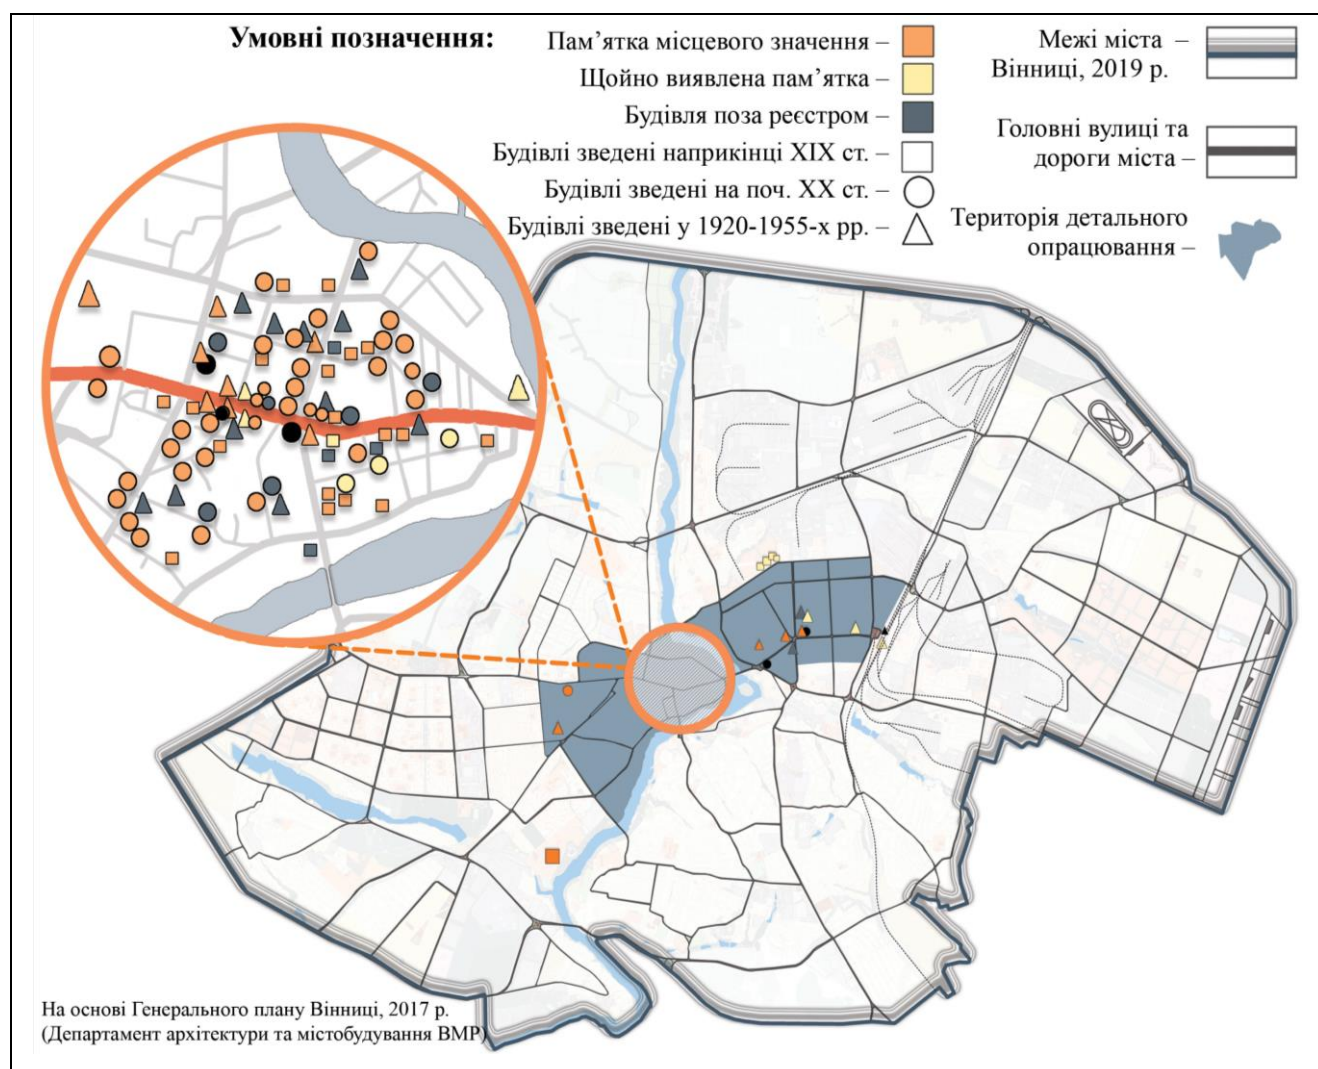 Умовні позначення:
Пам’ятка місцевого значення –
Щойно виявлена пам’ятка –
Будівля поза реєстром –
Будівлі зведені наприкінці XIX ст. –
Будівлі зведені на поч. XX ст. –
Будівлі зведені у 1920-1955-х рр. –
Межі міста –
Вінниці, 2019 р.
Головні вулиці та
дороги міста –
Територія детального
опрацювання –
На основі Генерального плану Вінниці, 2017 р.
(Департамент архітектури та містобудування ВМР)